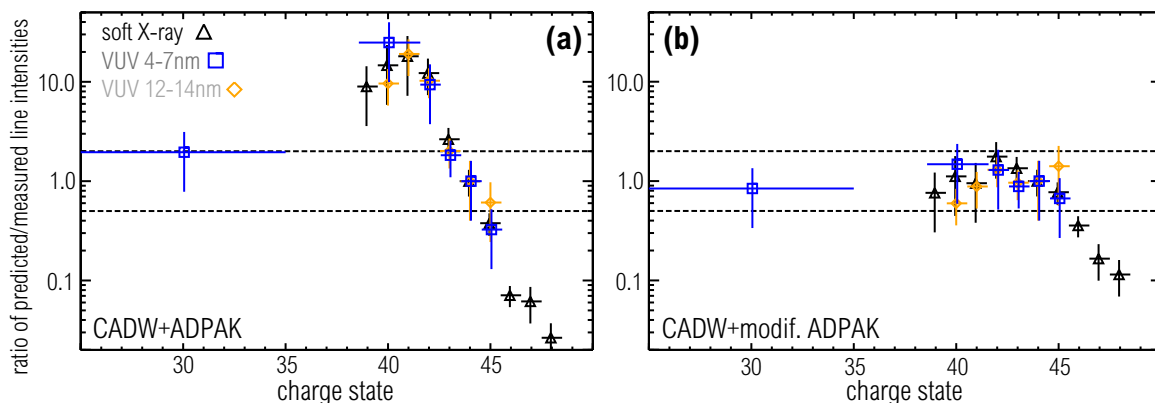 ratio of predicted/measured line intensities
soft X-ray
VUV 4-7nm
VUV 12-14nm
(a)
10.0
1.0
0.1
CADW+ADPAK
30 35 40 45
charge state
(b)
10.0
1.0
0.1
CADW+modif. ADPAK
30 35 40 45
charge state